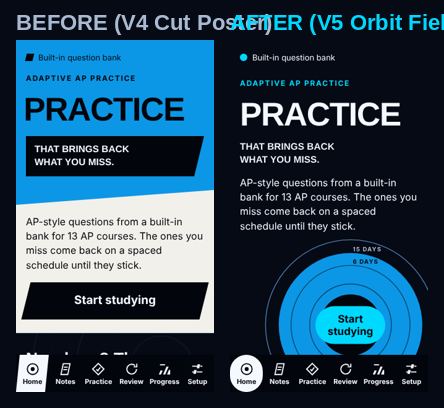 BEFORE (V4 Cut Poster)
AFTER (V5 Orbit Fiel
Built-in question bank
ADAPTIVE AP PRACTICE
PRACTICE
THAT BRINGS BACK
WHAT YOU MISS.
AP-style questions from a built-in
bank for 13 AP courses. The ones you
miss come back on a spaced
schedule until they stick.
Start studying
Home
Notes
Practice
Review
Progress
Setup
Built-in question bank
ADAPTIVE AP PRACTICE
PRACTICE
THAT BRINGS BACK
WHAT YOU MISS.
AP-style questions from a built-in
bank for 13 AP courses. The ones you
miss come back on a spaced
schedule until they stick.
15 DAYS
6 DAYS
Start
studying
Home
Notes
Practice
Review
Progress
Setup